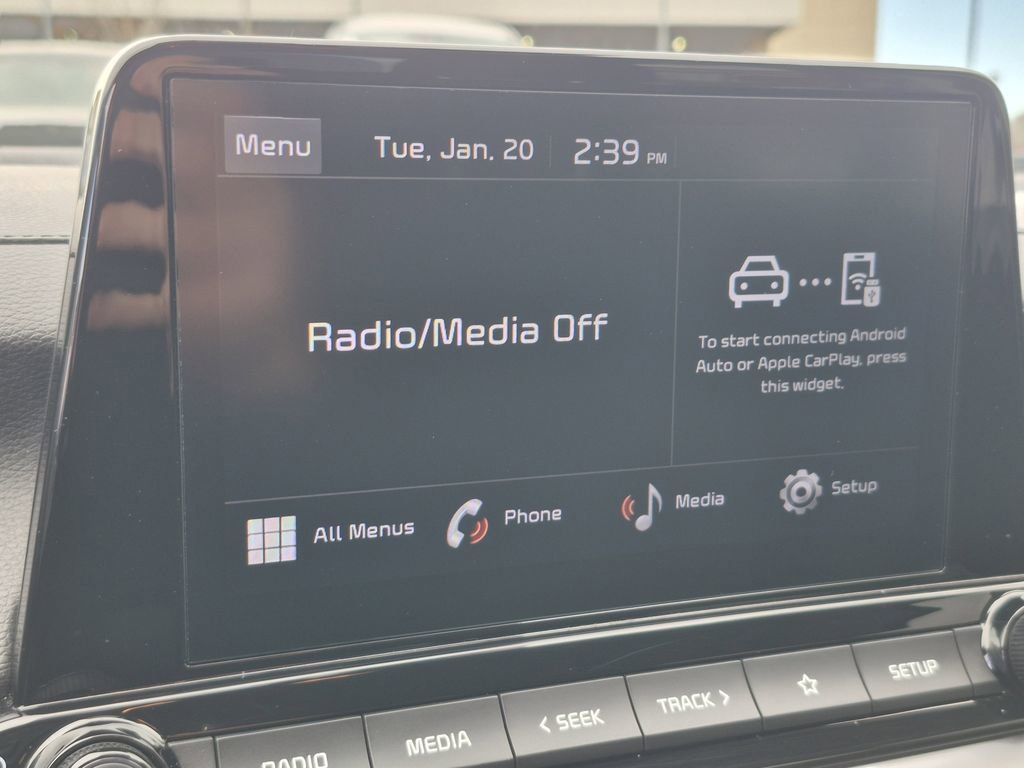 Menu Tue, Jan. 20 2:39 PM
Radio/Media Off
To start connecting Android
Auto or Apple CarPlay, press
this widget.
All Menus Phone Media Setup
RADIO MEDIA < SEEK TRACK > SETUP